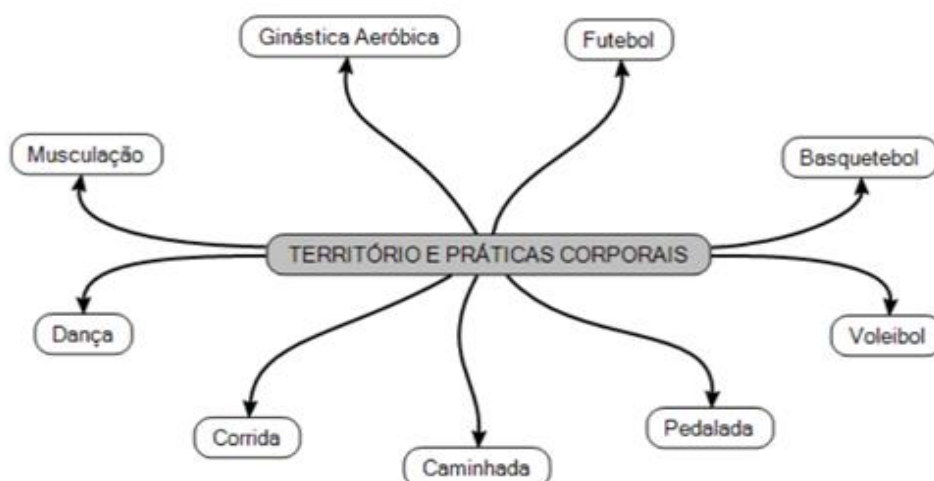 Ginástica Aeróbica
Futebol
Musculação
Basquetebol
TERRITÓRIO E PRÁTICAS CORPORAIS
Dança
Voleibol
Corrida
Caminhada
Pedalada